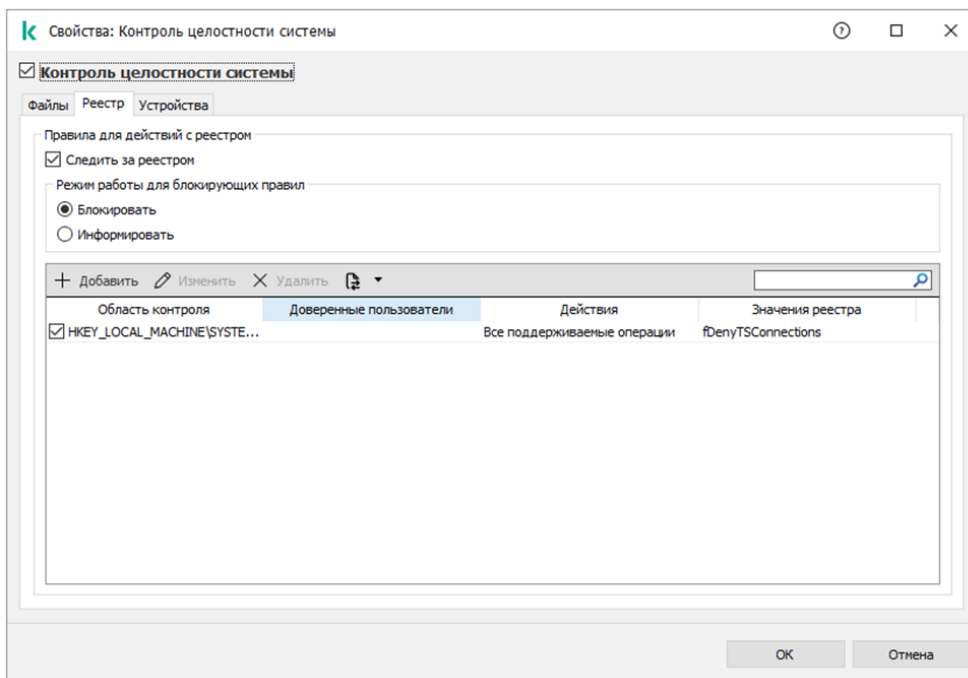 Свойства: Контроль целостности системы
Контроль целостности системы
Файлы Реестр Устройства
Правила для действий с реестром
Следить за реестром
Режим работы для блокирующих правил
Блокировать
Информировать
Добавить Изменить Удалить
Область контроля Доверенные пользователи Действия Значения реестра
HKEY_LOCAL_MACHINE\SYSTE... Все поддерживаемые операции fDenyTSConnections
OK Отмена